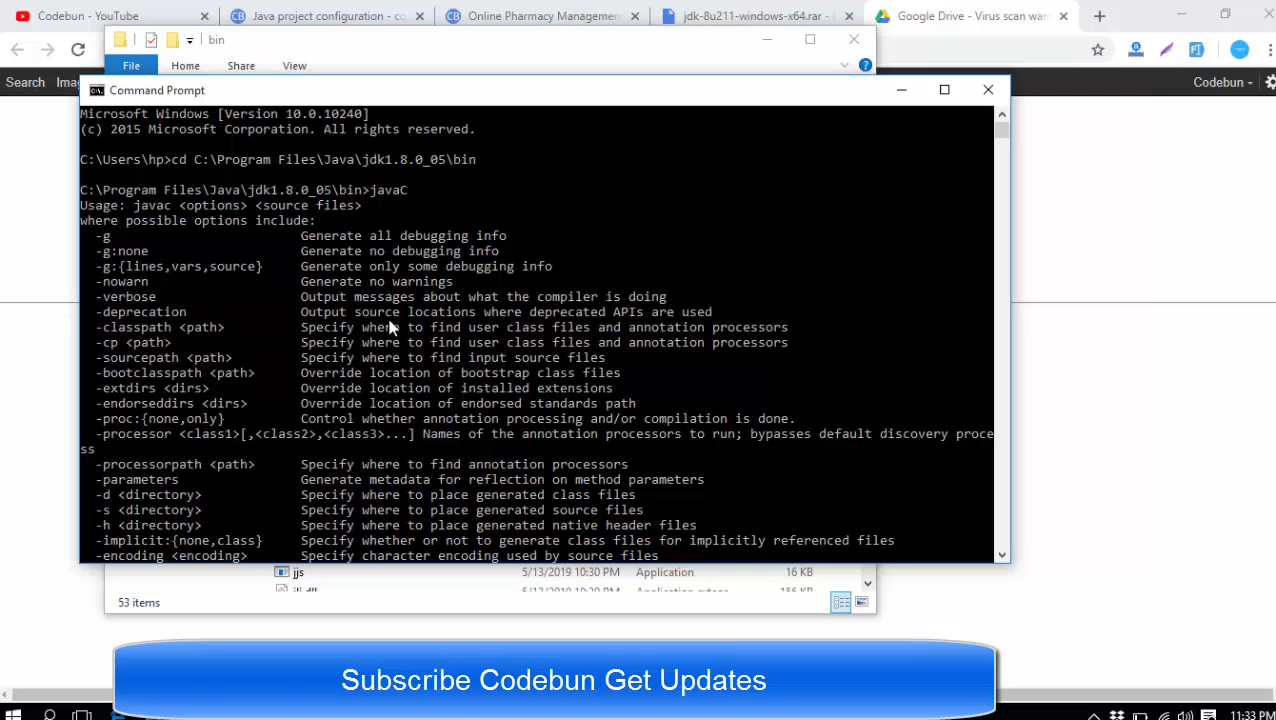 Codebun - YouTube
Java project configuration - co
Online Pharmacy Managemen
jdk-8u211-windows-x64.rar -
Google Drive - Virus scan war
bin
File Home Share View
Search Imag
Codebun
Command Prompt
Microsoft Windows [Version 10.0.10240]
(c) 2015 Microsoft Corporation. All rights reserved.
C:\Users\hp>cd C:\Program Files\Java\jdk1.8.0_05\bin
C:\Program Files\Java\jdk1.8.0_05\bin>javaC
Usage: javac <options> <source files>
where possible options include:
-g Generate all debugging info
-g:none Generate no debugging info
-g:{lines,vars,source} Generate only some debugging info
-nowarn Generate no warnings
-verbose Output messages about what the compiler is doing
-deprecation Output source locations where deprecated APIs are used
-classpath <path> Specify where to find user class files and annotation processors
-cp <path> Specify where to find user class files and annotation processors
-sourcepath <path> Specify where to find input source files
-bootclasspath <path> Override location of bootstrap class files
-extdirs <dirs> Override location of installed extensions
-endorseddirs <dirs> Override location of endorsed standards path
-proc:{none,only} Control whether annotation processing and/or compilation is done.
-processor <class1>[,<class2>,<class3>...] Names of the annotation processors to run; bypasses default discovery proce
ss
-processorpath <path> Specify where to find annotation processors
-parameters Generate metadata for reflection on method parameters
-d <directory> Specify where to place generated class files
-s <directory> Specify where to place generated source files
-h <directory> Specify where to place generated native header files
-implicit:{none,class} Specify whether or not to generate class files for implicitly referenced files
-encoding <encoding> Specify character encoding used by source files
jjs 5/13/2019 10:30 PM Application 16 KB
53 items
Subscribe Codebun Get Updates
11:33 PM